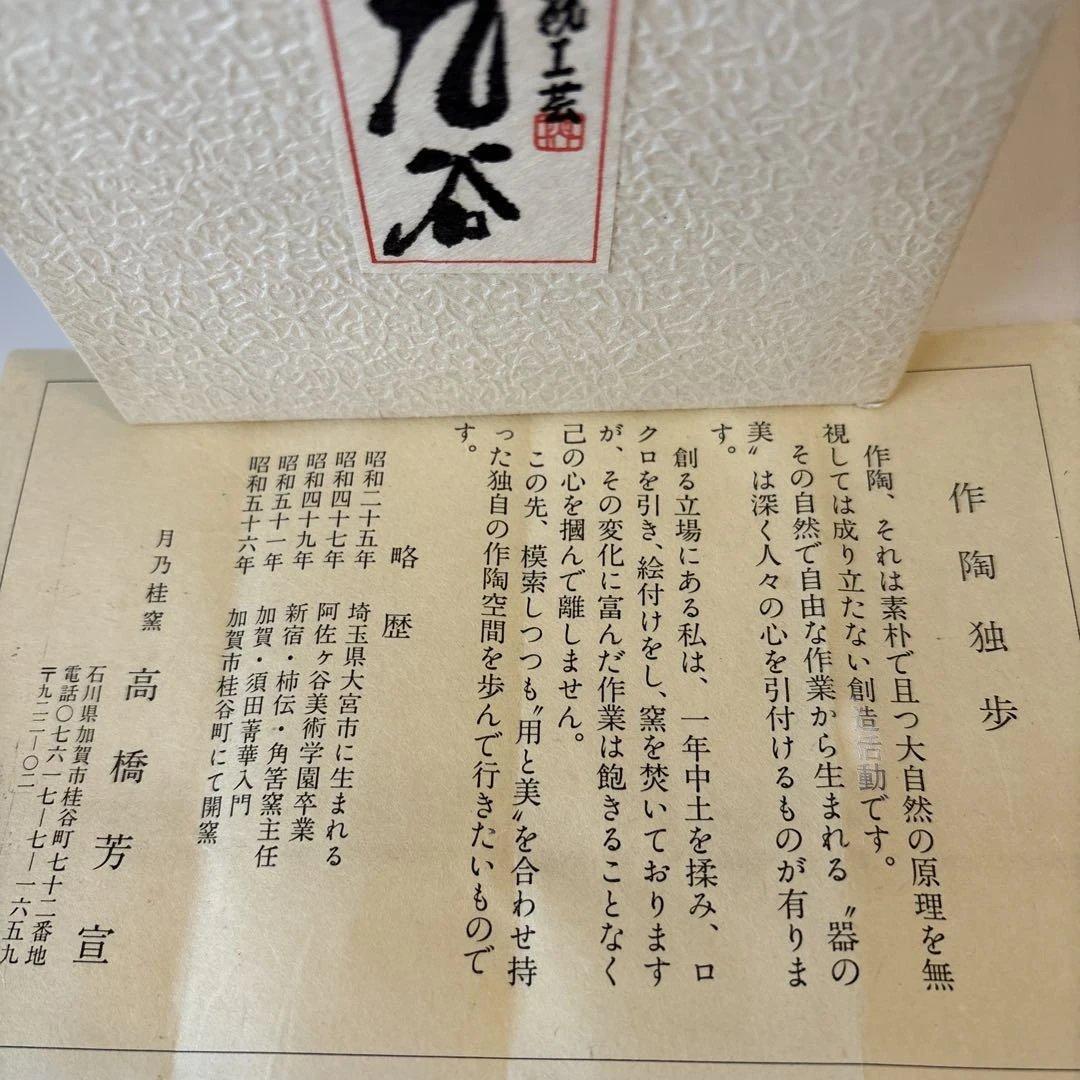 九谷
統工芸
作陶独歩
作陶、それは素朴で且つ大自然の原理を無
視しては成り立たない創造活動です。
その自然で自由な作業から生まれる〝器の
美〟は深く人々の心を引付けるものが有りま
す。
創る立場にある私は、一年中土を揉み、ロ
クロを引き、絵付けをし、窯を焚いております
が、その変化に富んだ作業は飽きることなく
己の心を摑んで離しません。
この先、模索しつつも〝用と美〟を合わせ持
った独自の作陶空間を歩んで行きたいもので
す。
略歴
昭和二十五年 埼玉県大宮市に生まれる
昭和四十七年 阿佐ヶ谷美術学園卒業
昭和四十九年 新宿・柿伝・角筈窯主任
昭和五十一年 加賀・須田菁華入門
昭和五十六年 加賀市桂谷町にて開窯
月乃桂窯 高橋芳宣
石川県加賀市桂谷町七十二番地
電話〇七六一七―七―一六五九
〒九二二―〇二